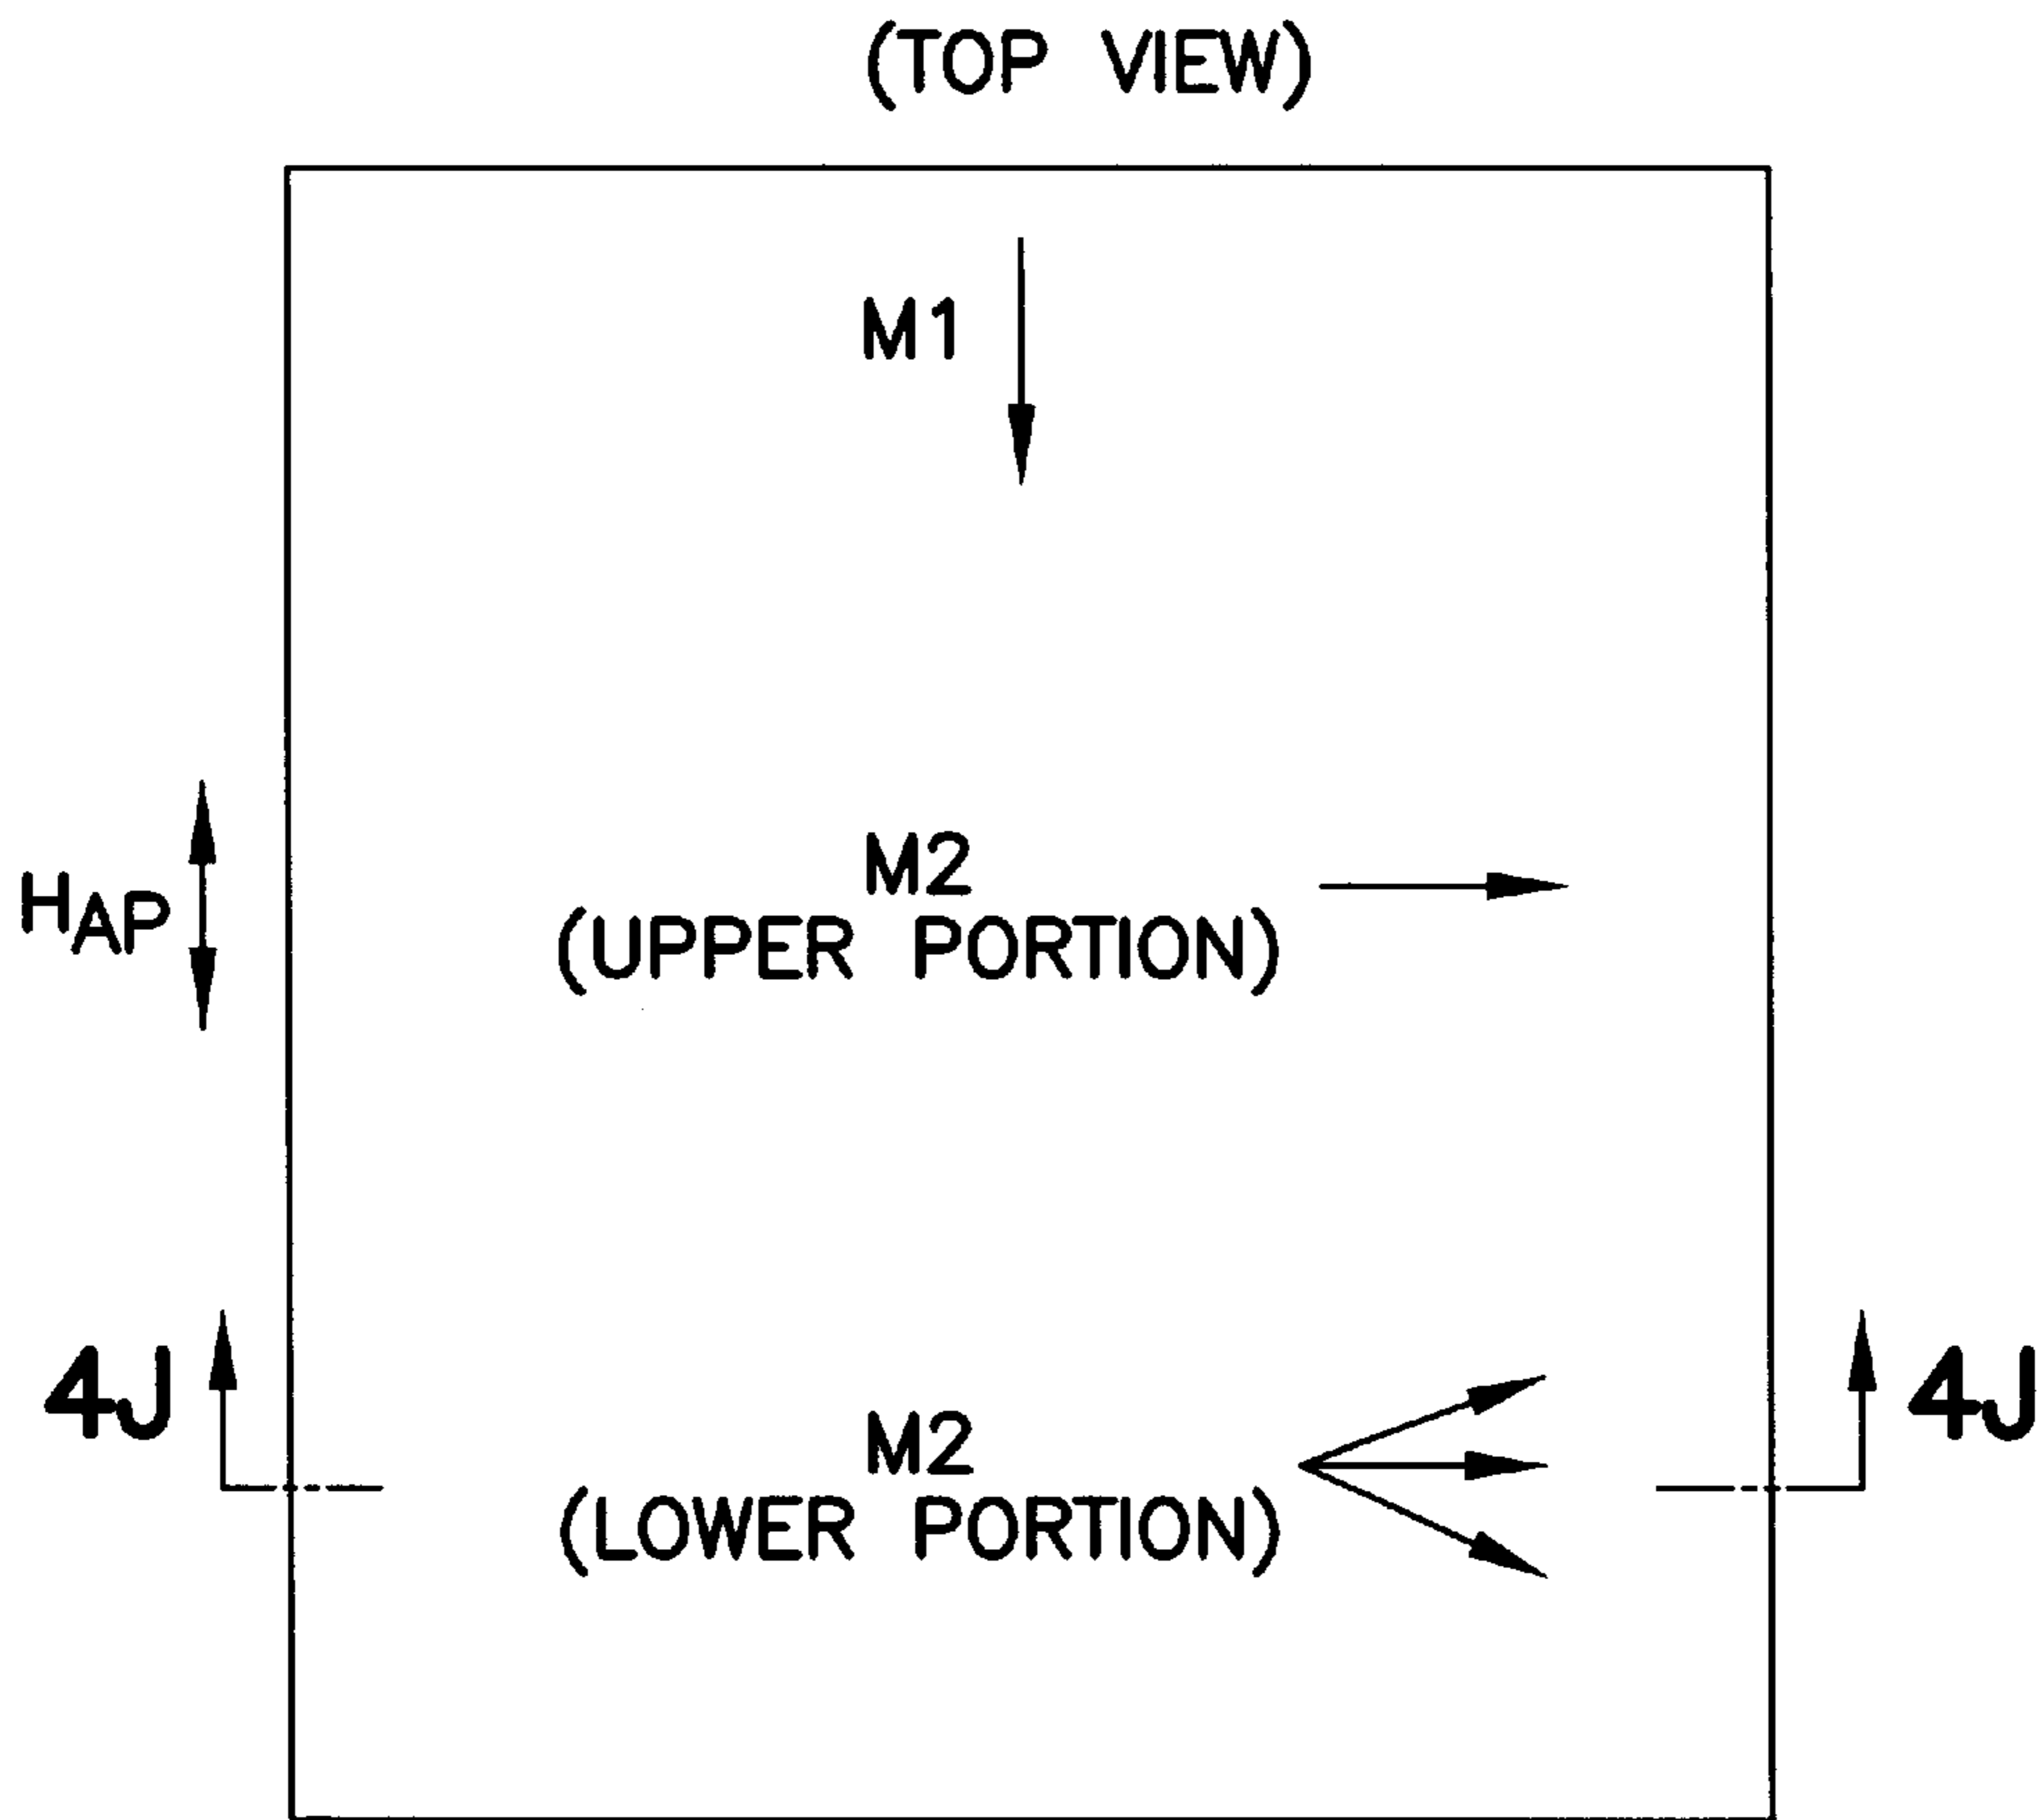 (TOP VIEW)
M1
M2
(UPPER PORTION)
HAP
4J
4J
M2
(LOWER PORTION)